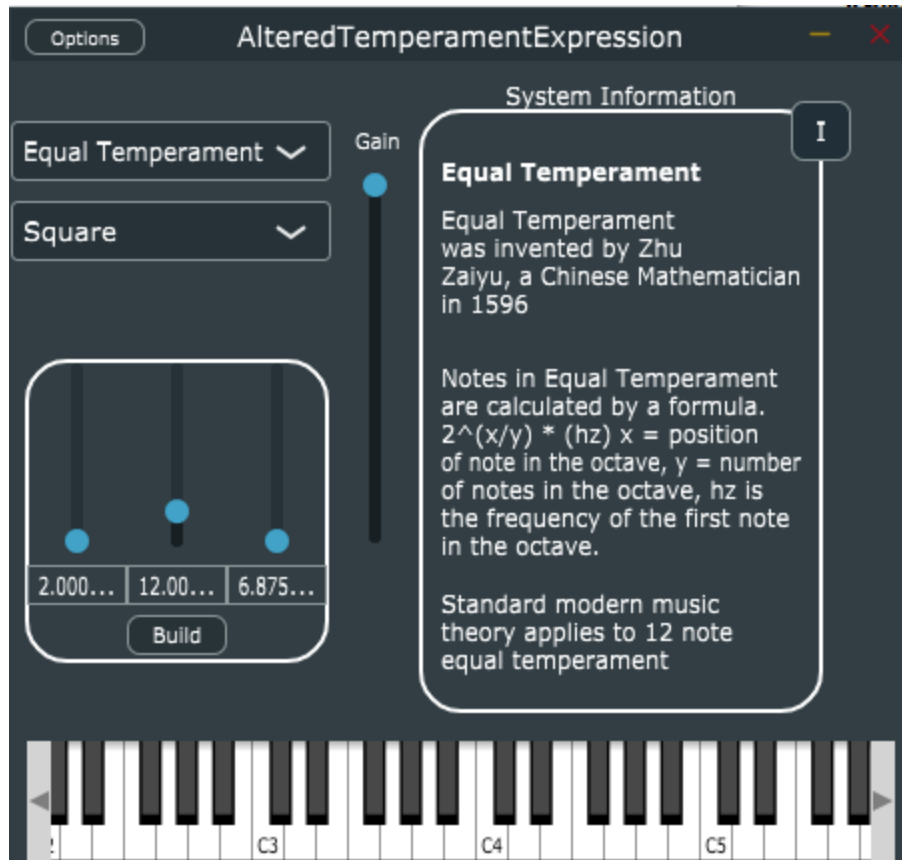 Options
AlteredTemperamentExpression
System Information
I
Equal Temperament
Gain
Square
Equal Temperament
Equal Temperament
was invented by Zhu
Zaiyu, a Chinese Mathematician
in 1596
Notes in Equal Temperament
are calculated by a formula.
2^(x/y) * (hz) x = position
of note in the octave, y = number
of notes in the octave, hz is
the frequency of the first note
in the octave.
Standard modern music
theory applies to 12 note
equal temperament
2.000... 12.00... 6.875...
Build
C3 C4 C5